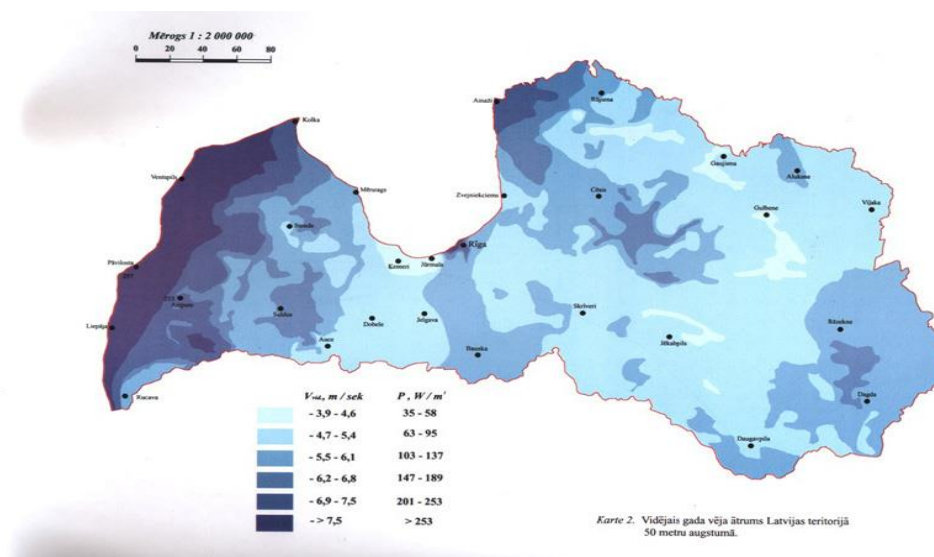 Mērogs 1 : 2 000 000
0 20 40 60 80
Ainaži
Rūjiena
Kolka
Gaujiena
Alūksne
Ventspils
Mērsrags
Zvejniekciems
Cēsis
Gulbene
Viļaka
Rīga
Pāvilosta
Ķemeri
Jūrmala
Saldus
Dobele
Jelgava
Skrīveri
Rēzekne
Liepāja
Auce
Bauska
Jēkabpils
Rucava
Dagda
Daugavpils
Vvid, m / sek P , W / m²
- 3,9 - 4,6 35 - 58
- 4,7 - 5,4 63 - 95
- 5,5 - 6,1 103 - 137
- 6,2 - 6,8 147 - 189
- 6,9 - 7,5 201 - 253
- > 7,5 > 253
Karte 2. Vidējais gada vēja ātrums Latvijas teritorijā
50 metru augstumā.